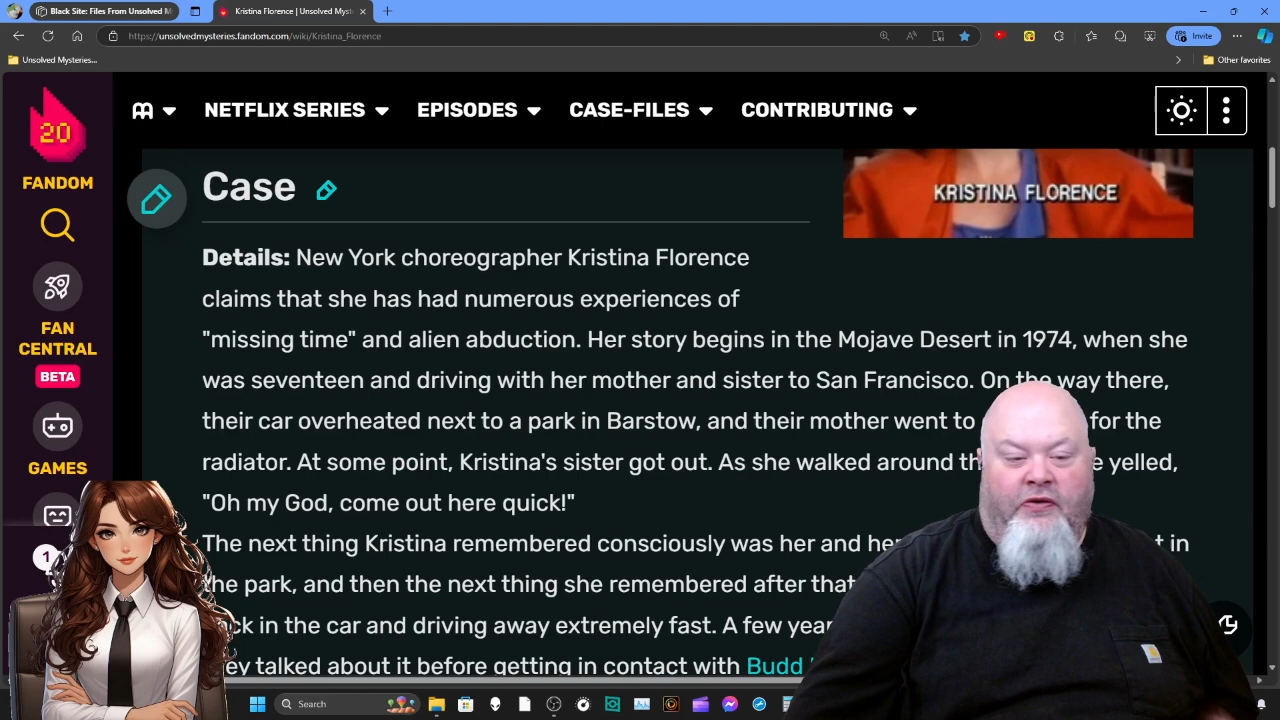 Black Site: Files From Unsolved M
Kristina Florence | Unsolved Myst
https://unsolvedmysteries.fandom.com/wiki/Kristina_Florence
Invite
Unsolved Mysteries...
Other favorites
20
FANDOM
NETFLIX SERIES
EPISODES
CASE-FILES
CONTRIBUTING
FAN
CENTRAL
BETA
GAMES
1
KRISTINA FLORENCE
Case
Details: New York choreographer Kristina Florence
claims that she has had numerous experiences of
"missing time" and alien abduction. Her story begins in the Mojave Desert in 1974, when she
was seventeen and driving with her mother and sister to San Francisco. On the way there,
their car overheated next to a park in Barstow, and their mother went to for the
radiator. At some point, Kristina's sister got out. As she walked around yelled,
"Oh my God, come out here quick!"
The next thing Kristina remembered consciously was her and in
the park, and then the next thing she remembered after that
in the car and driving away extremely fast. A few
they talked about it before getting in contact with Budd
Search